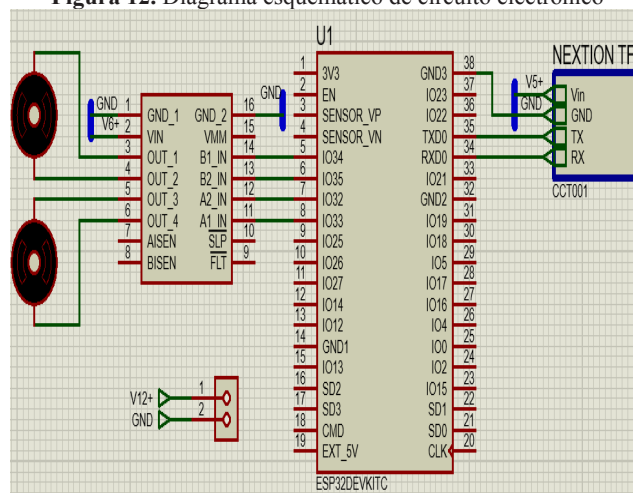 Figura 12. Diagrama esquemático de circuito electrónico
U1
NEXTION TF
GND 1 GND_1 GND_2 16 GND
V6+ 2 VIN VMM 15
3 OUT_1 B1_IN 14
4 OUT_2 B2_IN 13
5 OUT_3 A2_IN 12
6 OUT_4 A1_IN 11
7 AISEN SLP 10
8 BISEN FLT 9
1 3V3 GND3 38
2 EN IO23 37
3 SENSOR_VP IO22 36
4 SENSOR_VN TXD0 35
5 IO34 RXD0 34
6 IO35 IO21 33
7 IO32 GND2 32
8 IO33 IO19 31
9 IO25 IO18 30
10 IO26 IO5 29
11 IO27 IO17 28
12 IO14 IO16 27
13 IO12 IO4 26
14 GND1 IO0 25
15 IO13 IO2 24
16 SD2 IO15 23
17 SD3 SD1 22
18 CMD SD0 21
19 EXT_5V CLK 20
ESP32DEVKITC
V5+ Vin
GND GND
TX
RX
CCT001
V12+ 1
GND 2